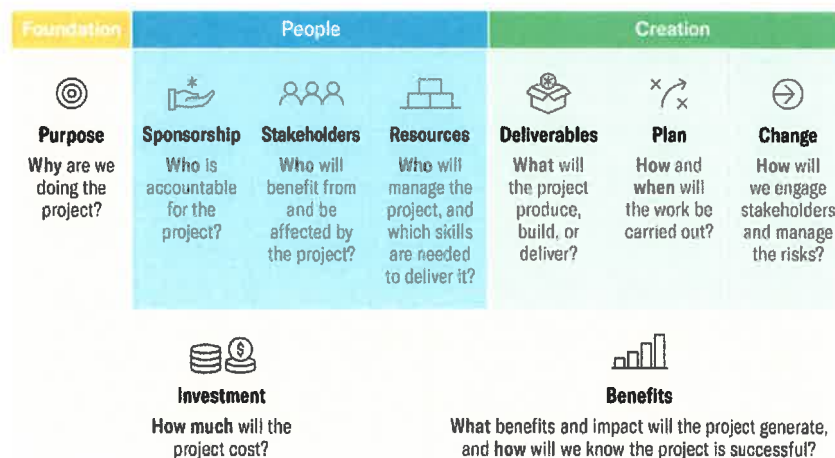 Foundation
People
Creation
Purpose
Why are we
doing the
project?
Sponsorship
Who is
accountable
for the
project?
Stakeholders
Who will
benefit from
and be
affected by
the project?
Resources
Who will
manage the
project, and
which skills
are needed
to deliver it?
Deliverables
What will
the project
produce,
build, or
deliver?
Plan
How and
when will
the work be
carried out?
Change
How will
we engage
stakeholders
and manage
the risks?
$
Investment
How much will the
project cost?
Benefits
What benefits and impact will the project generate,
and how will we know the project is successful?